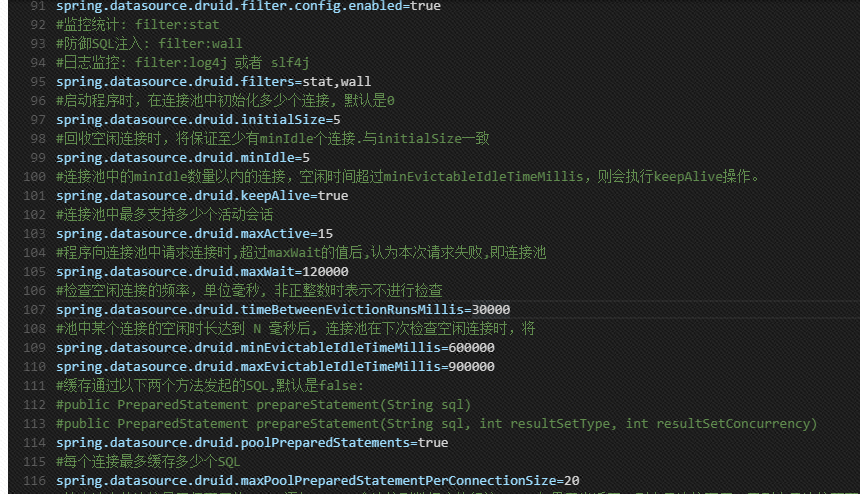 91 spring.datasource.druid.filter.config.enabled=true
92 #监控统计: filter:stat
93 #防御SQL注入: filter:wall
94 #日志监控: filter:log4j 或者 slf4j
95 spring.datasource.druid.filters=stat,wall
96 #启动程序时，在连接池中初始化多少个连接, 默认是0
97 spring.datasource.druid.initialSize=5
98 #回收空闲连接时，将保证至少有minIdle个连接.与initialSize一致
99 spring.datasource.druid.minIdle=5
100 #连接池中的minIdle数量以内的连接，空闲时间超过minEvictableIdleTimeMillis，则会执行keepAlive操作。
101 spring.datasource.druid.keepAlive=true
102 #连接池中最多支持多少个活动会话
103 spring.datasource.druid.maxActive=15
104 #程序向连接池中请求连接时,超过maxWait的值后,认为本次请求失败,即连接池
105 spring.datasource.druid.maxWait=120000
106 #检查空闲连接的频率，单位毫秒, 非正整数时表示不进行检查
107 spring.datasource.druid.timeBetweenEvictionRunsMillis=30000
108 #池中某个连接的空闲时长达到 N 毫秒后, 连接池在下次检查空闲连接时，将
109 spring.datasource.druid.minEvictableIdleTimeMillis=600000
110 spring.datasource.druid.maxEvictableIdleTimeMillis=900000
111 #缓存通过以下两个方法发起的SQL,默认是false:
112 #public PreparedStatement prepareStatement(String sql)
113 #public PreparedStatement prepareStatement(String sql, int resultSetType, int resultSetConcurrency)
114 spring.datasource.druid.poolPreparedStatements=true
115 #每个连接最多缓存多少个SQL
116 spring.datasource.druid.maxPoolPreparedStatementPerConnectionSize=20